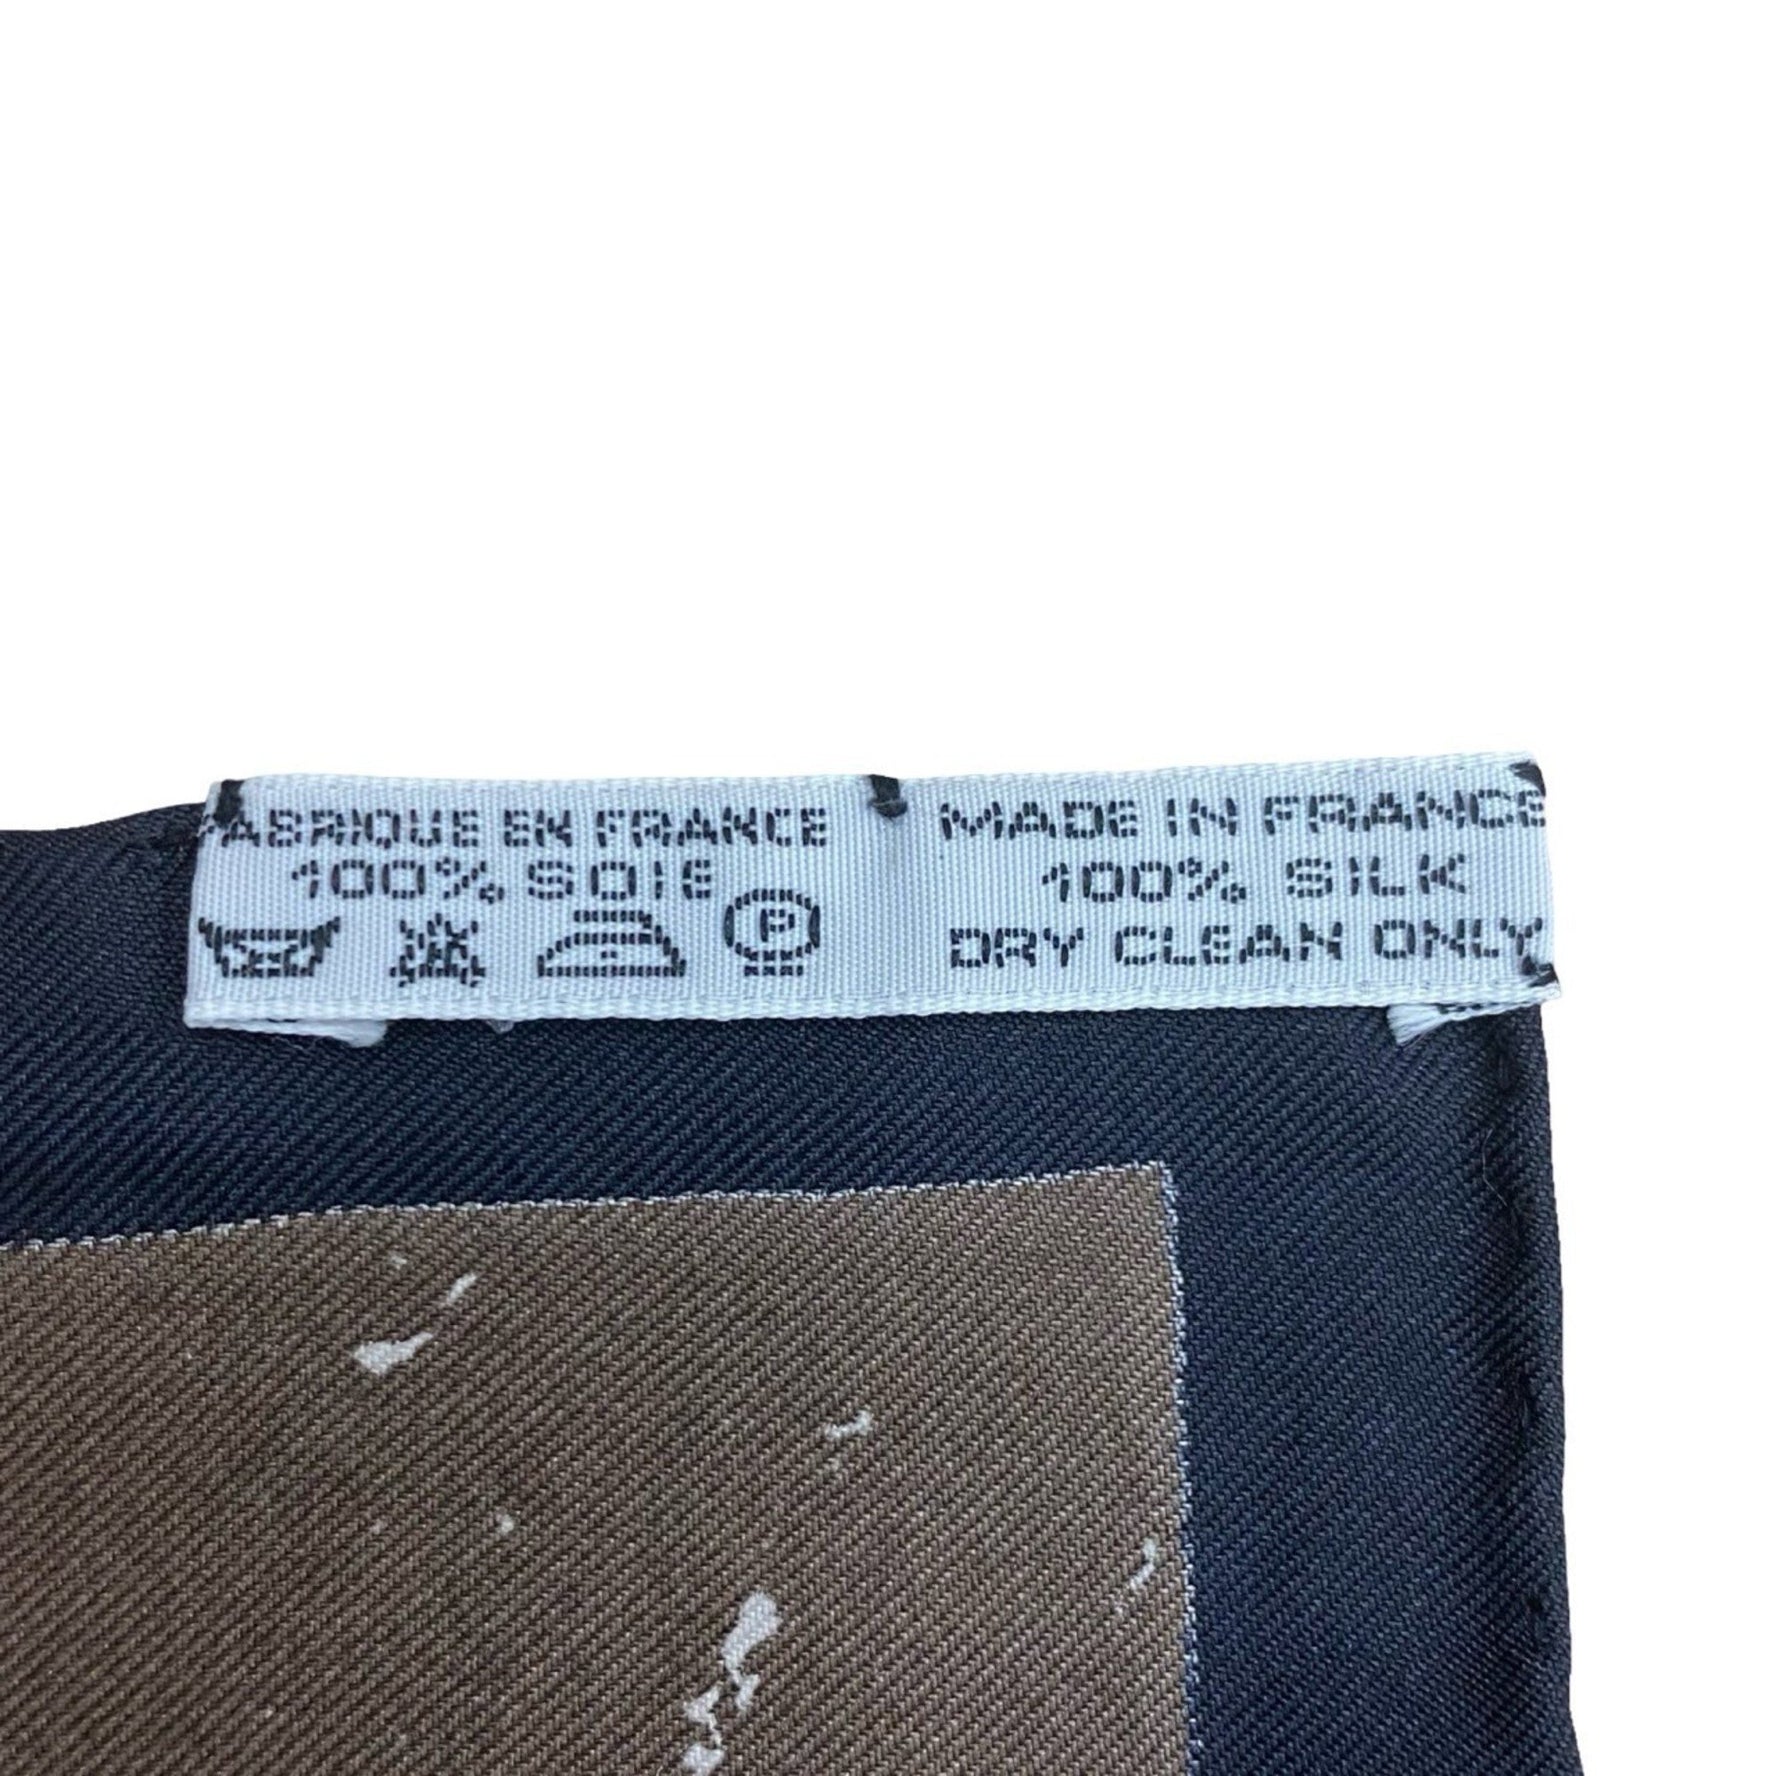 FABRIQUE EN FRANCE
100% SOIE
P
MADE IN FRANCE
100% SILK
DRY CLEAN ONLY